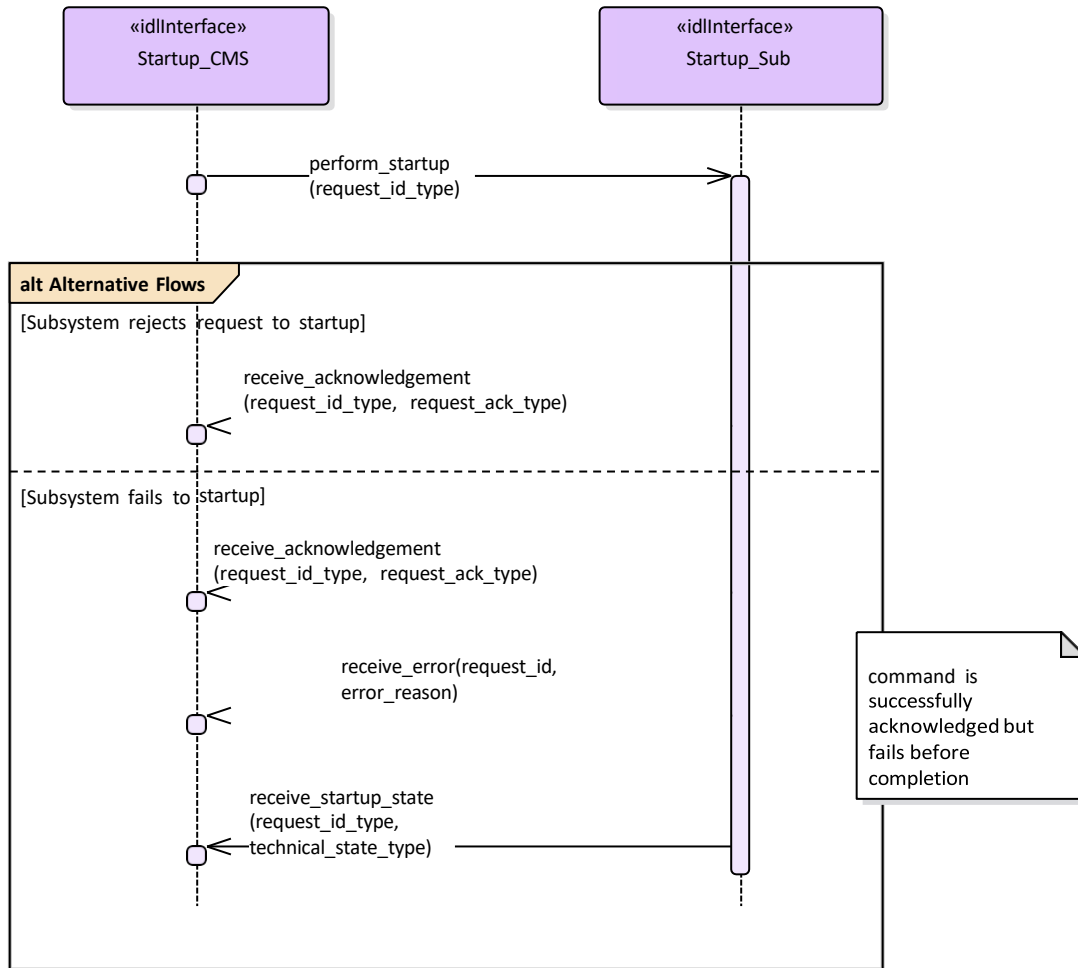 «idlInterface»
Startup_CMS
«idlInterface»
Startup_Sub
perform_startup
(request_id_type)
alt Alternative Flows
[Subsystem rejects request to startup]
receive_acknowledgement
(request_id_type, request_ack_type)
[Subsystem fails to startup]
receive_acknowledgement
(request_id_type, request_ack_type)
receive_error(request_id,
error_reason)
command is
successfully
acknowledged but
fails before
completion
receive_startup_state
(request_id_type,
technical_state_type)